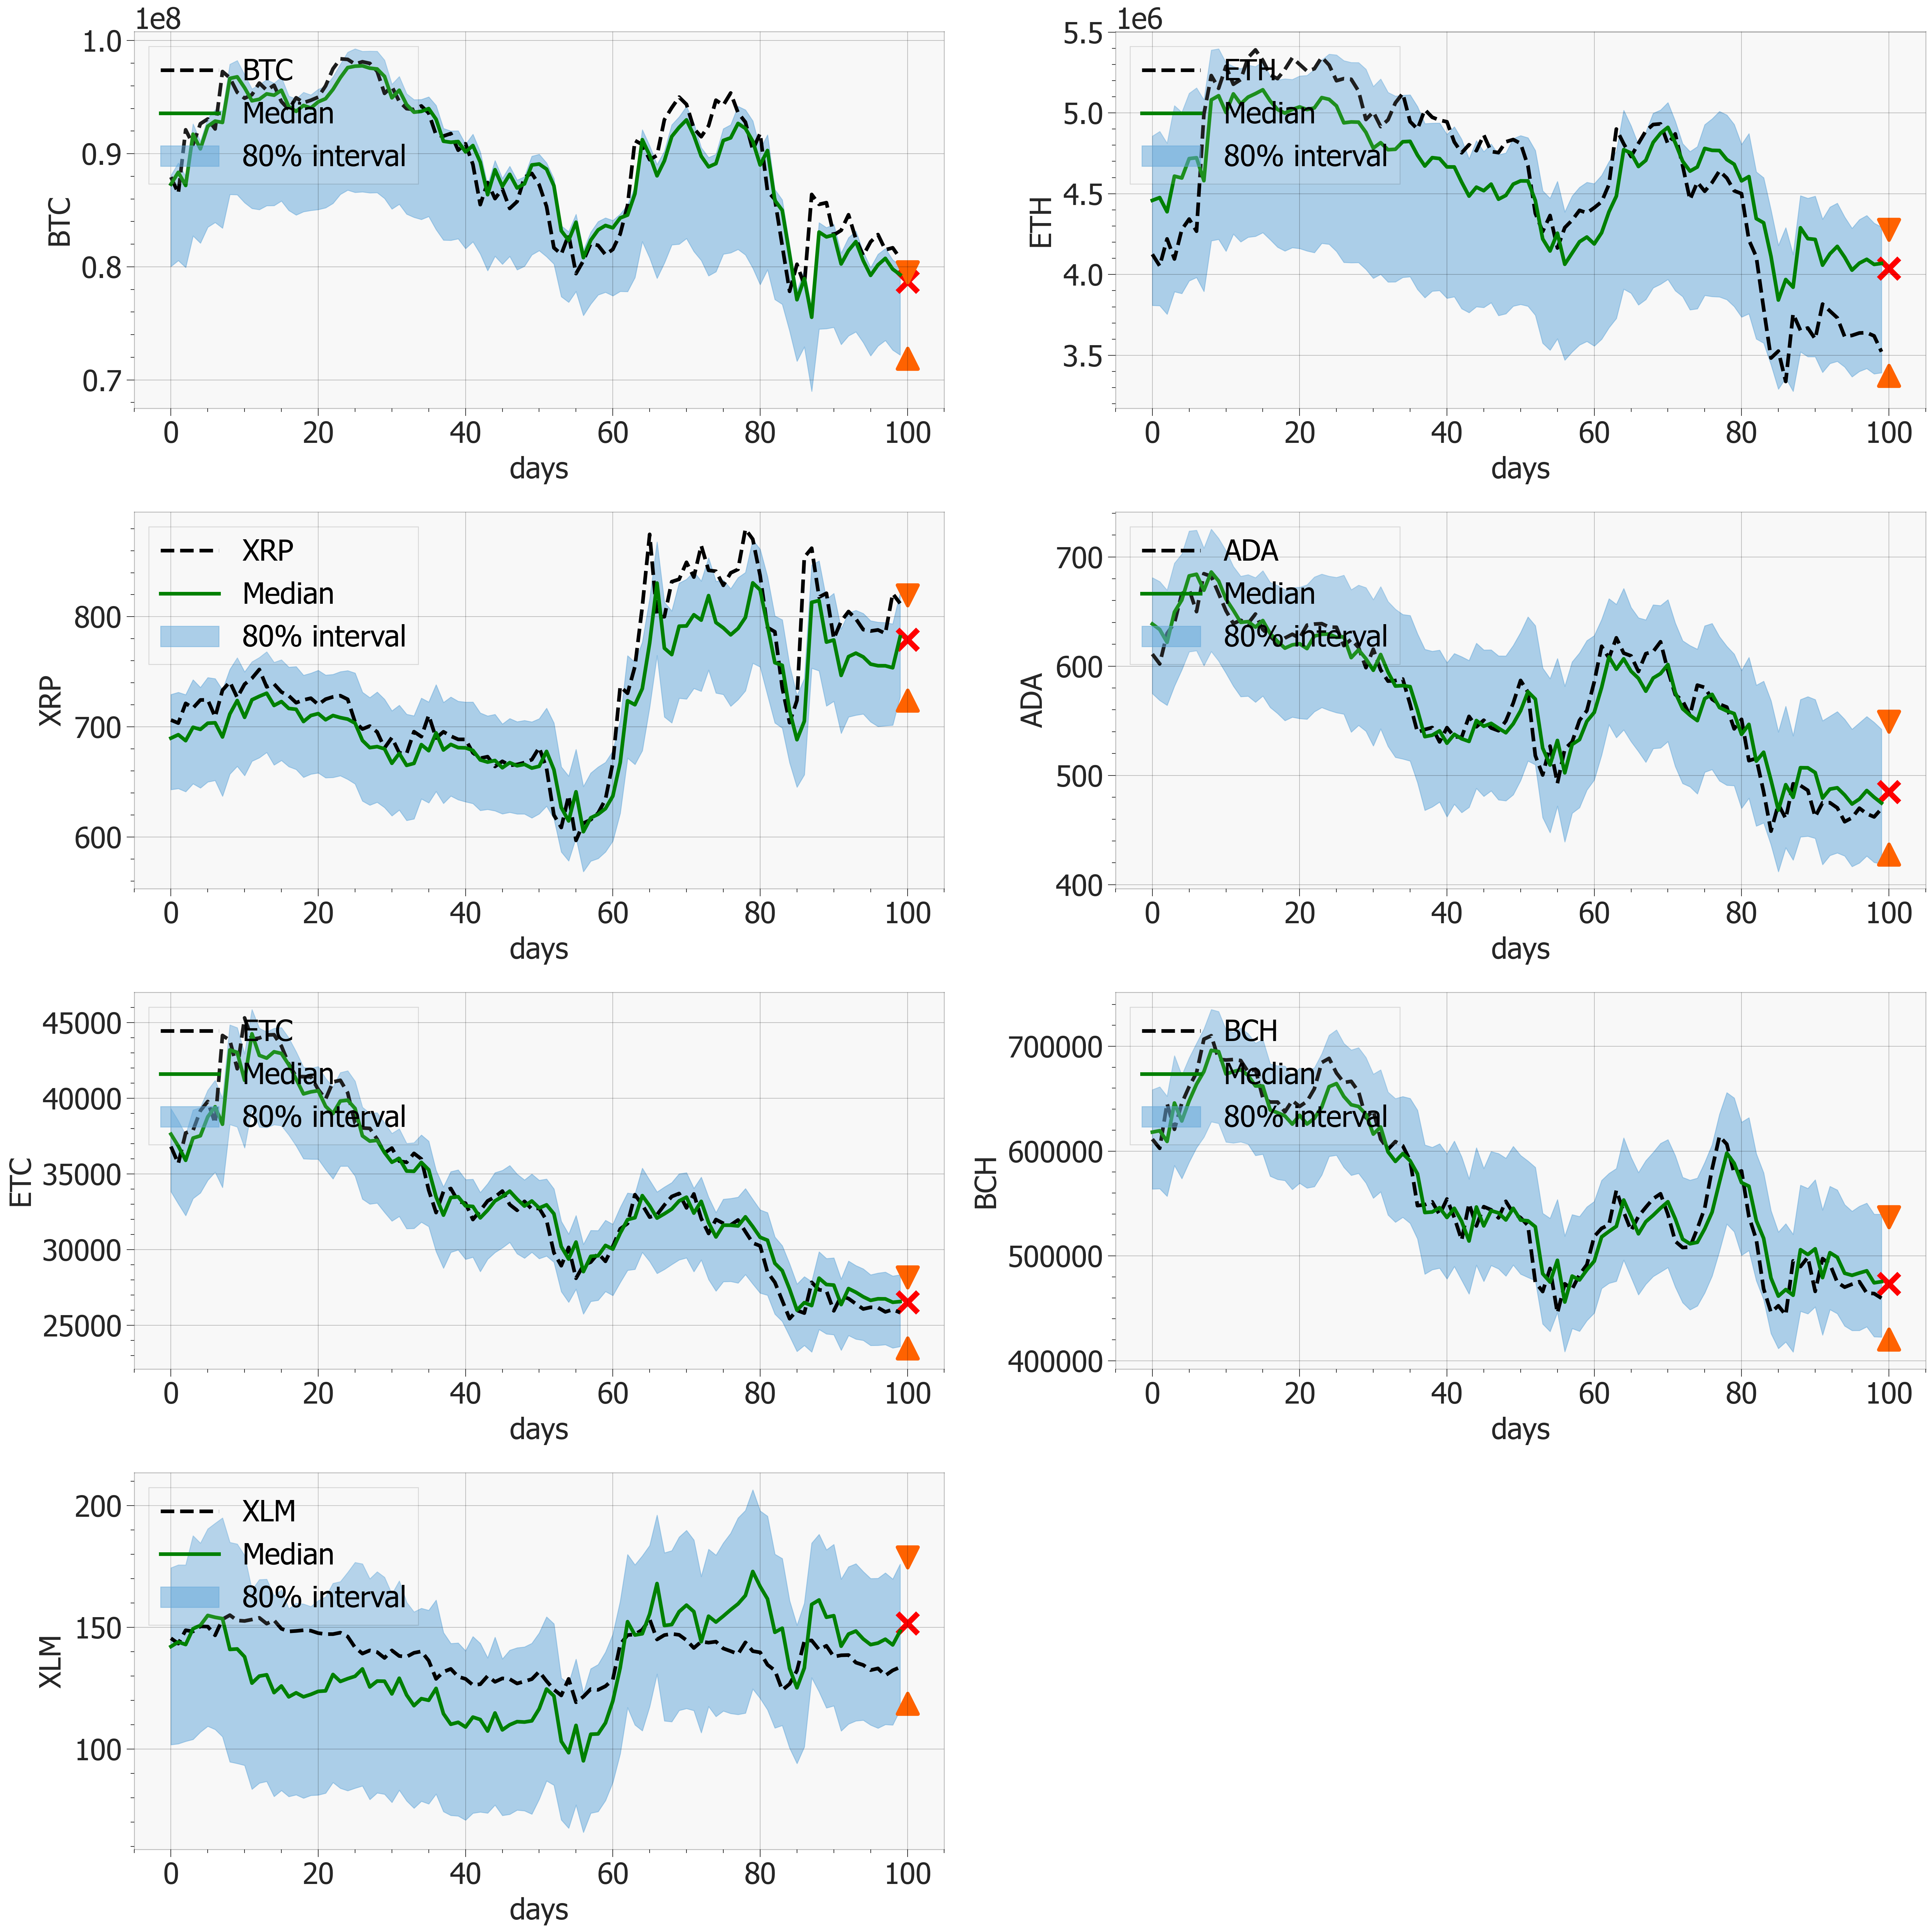 1e8
BTC
Median
80% interval
1.0
0.9
0.8
0.7
BTC
0 20 40 60 80 100
days
1e6
ETH
Median
80% interval
5.5
5.0
4.5
4.0
3.5
ETH
0 20 40 60 80 100
days
XRP
Median
80% interval
800
700
600
XRP
0 20 40 60 80 100
days
ADA
Median
80% interval
700
600
500
400
ADA
0 20 40 60 80 100
days
ETC
Median
80% interval
45000
40000
35000
30000
25000
ETC
0 20 40 60 80 100
days
BCH
Median
80% interval
700000
600000
500000
400000
BCH
0 20 40 60 80 100
days
XLM
Median
80% interval
200
150
100
XLM
0 20 40 60 80 100
days